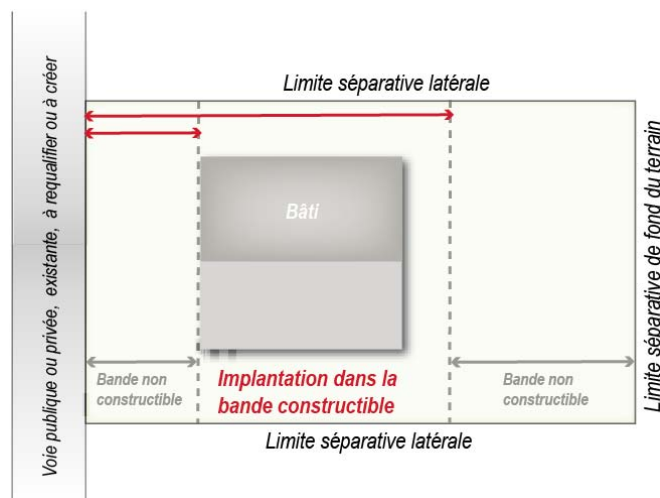 Voie publique ou privée, existante, à requalifier ou à créer
Limite séparative latérale
Bâti
Limite séparative de fond du terrain
Bande non
constructible
Implantation dans la
bande constructible
Bande non
constructible
Limite séparative latérale